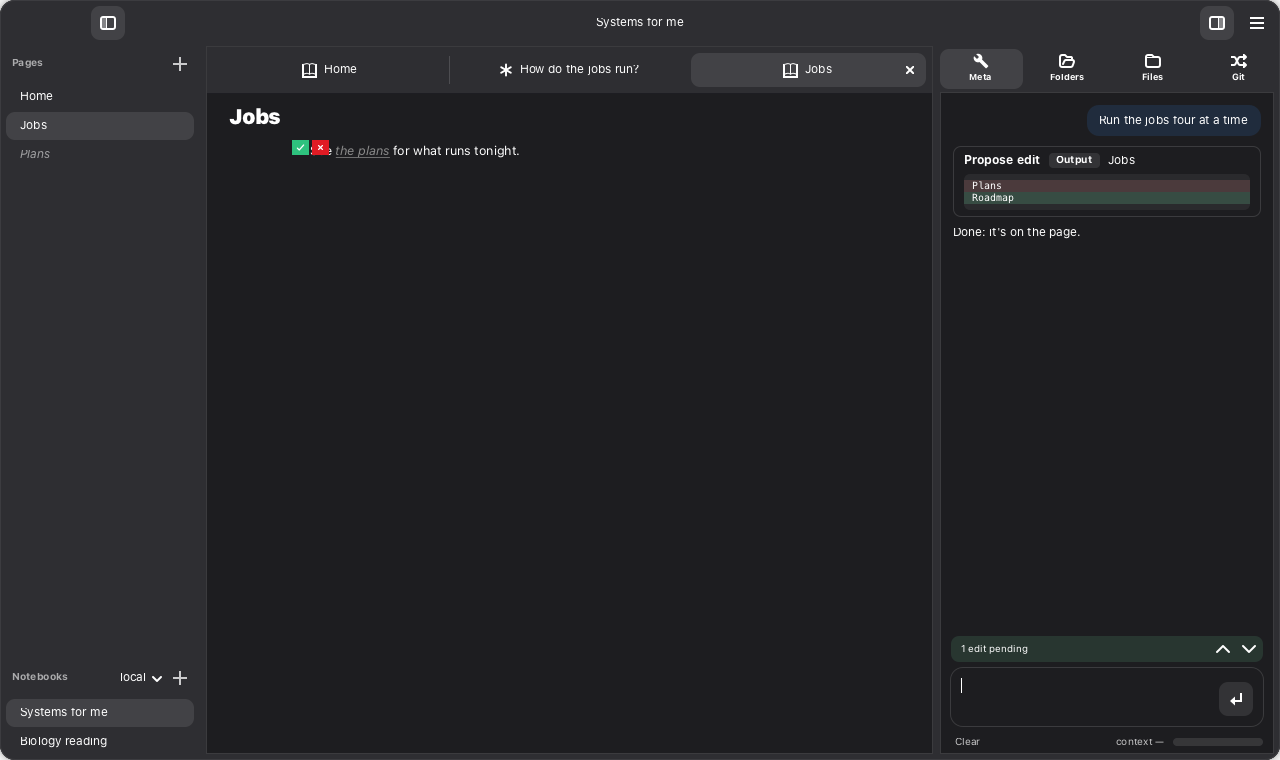 Systems for me
Pages
Home
Jobs
Plans
Notebooks
local
Systems for me
Biology reading
Home
How do the jobs run?
Jobs
Jobs
the plans for what runs tonight.
Meta
Folders
Files
Git
Run the jobs four at a time
Propose edit Output Jobs
Plans
Roadmap
Done: it's on the page.
1 edit pending
Clear
context —